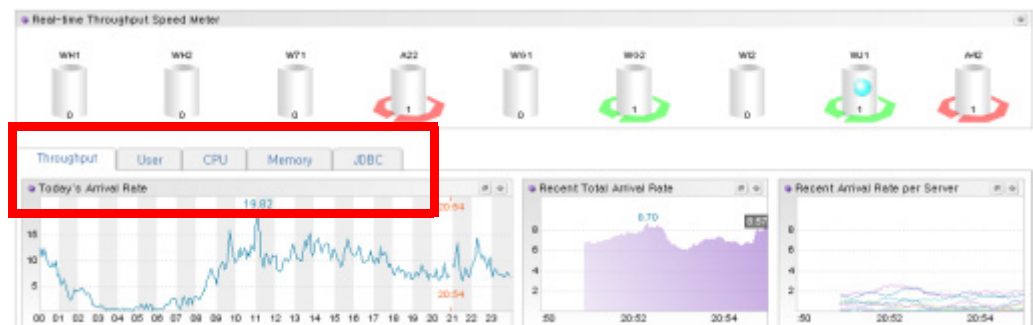 Real-time Throughput Speed Meter
WH1 WH2 W71 A22 WG1 WG2 WI2 WJ1 A42
0 0 0 1 0 1 0 1 1
Throughput User CPU Memory JDBC
Today's Arrival Rate
19.82
20:54
15
10
5
20:54
00 01 02 03 04 05 06 07 08 09 10 11 12 13 14 15 16 17 18 19 20 21 22 23
Recent Total Arrival Rate
8.70
8.57
8
6
4
2
:50 20:52 20:54
Recent Arrival Rate per Server
8
6
4
2
:50 20:52 20:54